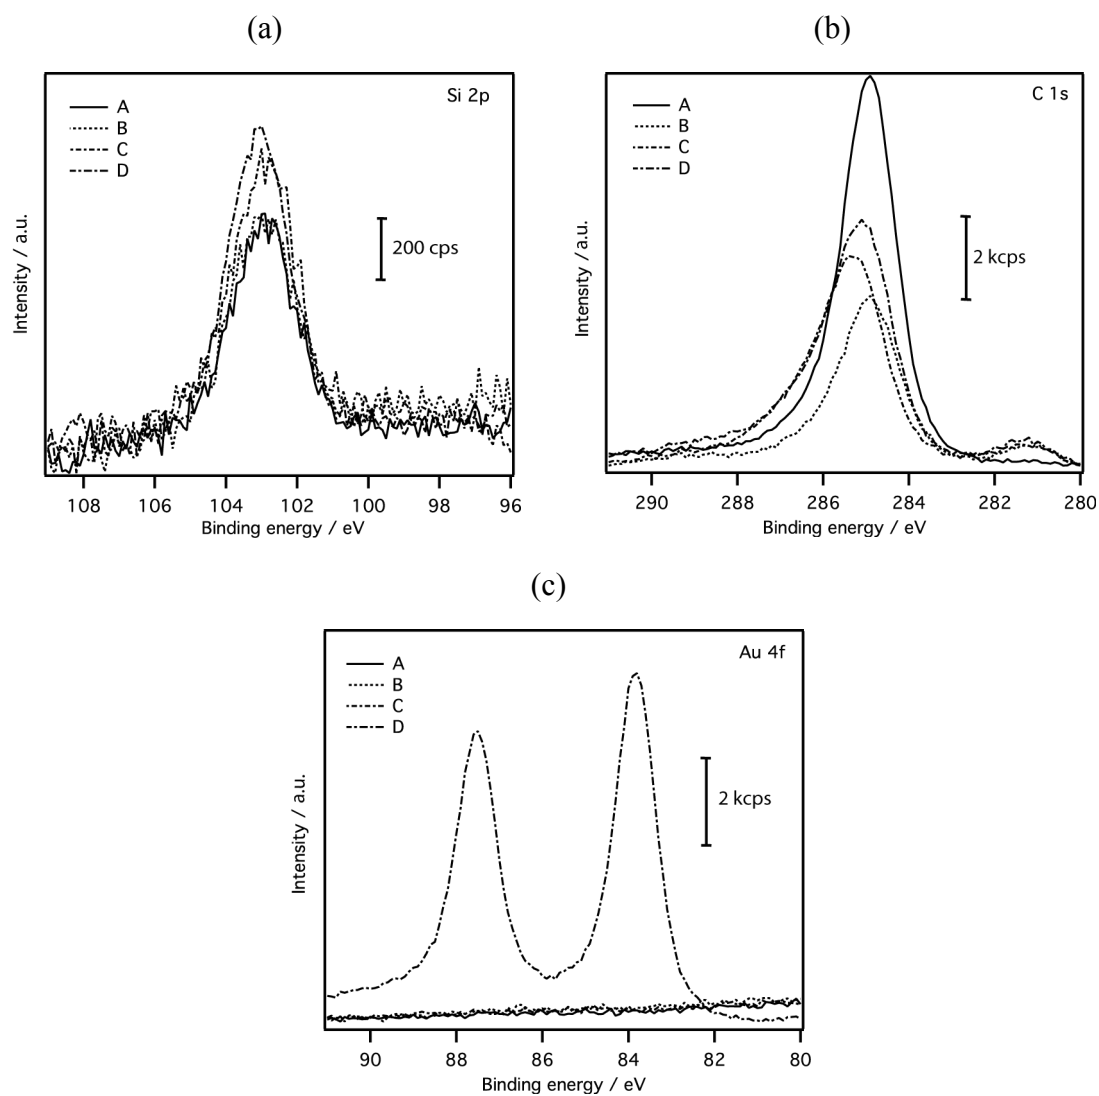 (a)
(b)
A
B
C
D
Si 2p
200 cps
Intensity / a.u.
108 106 104 102 100 98 96
Binding energy / eV
A
B
C
D
C 1s
2 kcps
Intensity / a.u.
290 288 286 284 282 280
Binding energy / eV
(c)
A
B
C
D
Au 4f
2 kcps
Intensity / a.u.
90 88 86 84 82 80
Binding energy / eV